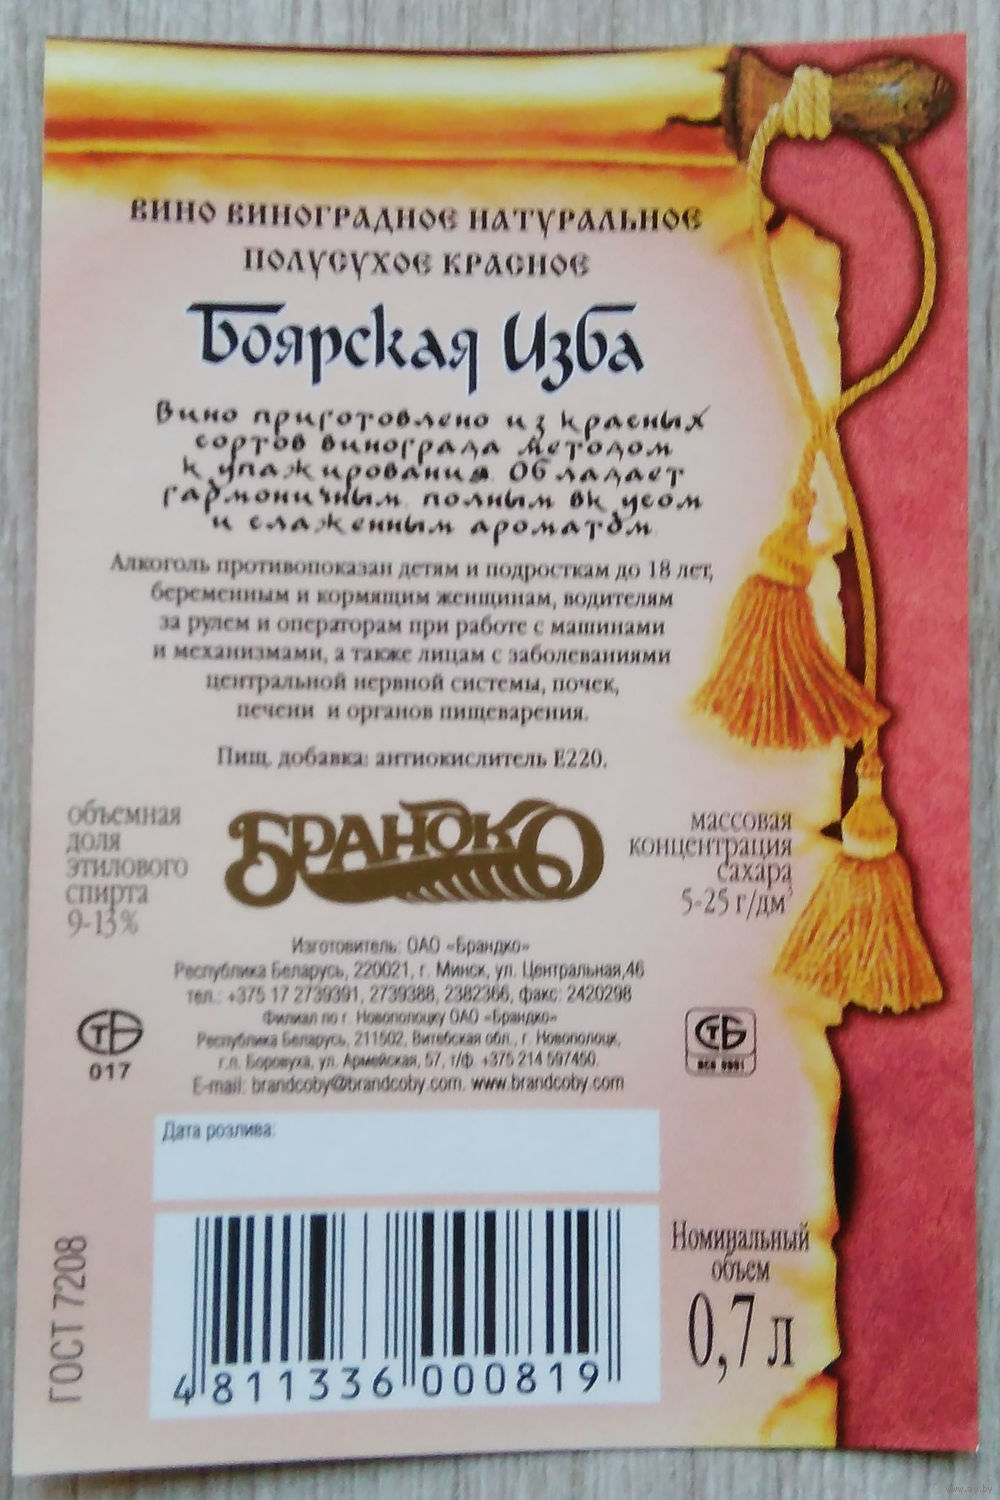 ВИНО ВИНОГРАДНОЕ НАТУРАЛЬНОЕ
ПОЛУСУХОЕ КРАСНОЕ
Боярская Изба
Вино приготовлено из красных
сортов винограда методом
купажирования. Обладает
гармоничным, полным вкусом
и слаженным ароматом.
Алкоголь противопоказан детям и подросткам до 18 лет,
беременным и кормящим женщинам, водителям
за рулем и операторам при работе с машинами
и механизмами, а также лицам с заболеваниями
центральной нервной системы, почек,
печени и органов пищеварения.
Пищ. добавка: антиокислитель Е220.
объемная
доля
этилового
спирта
9-13%
БРАНДКО
массовая
концентрация
сахара
5-25 г/дм³
Изготовитель: ОАО «Брандко»
Республика Беларусь, 220021, г. Минск, ул. Центральная,46
тел.: +375 17 2739391, 2739388, 2382366, факс: 2420298
Филиал по г. Новополоцку ОАО «Брандко»
Республика Беларусь, 211502, Витебская обл., г. Новополоцк,
г.п. Боровуха, ул. Армейская, 57, т/ф. +375 214 597450.
E-mail: brandcoby@brandcoby.com, www.brandcoby.com
СТБ
017
СТБ
ИСО 9001
Дата розлива:
ГОСТ 7208
4 811336 000819
Номинальный
объем
0,7 л
www.ay.by